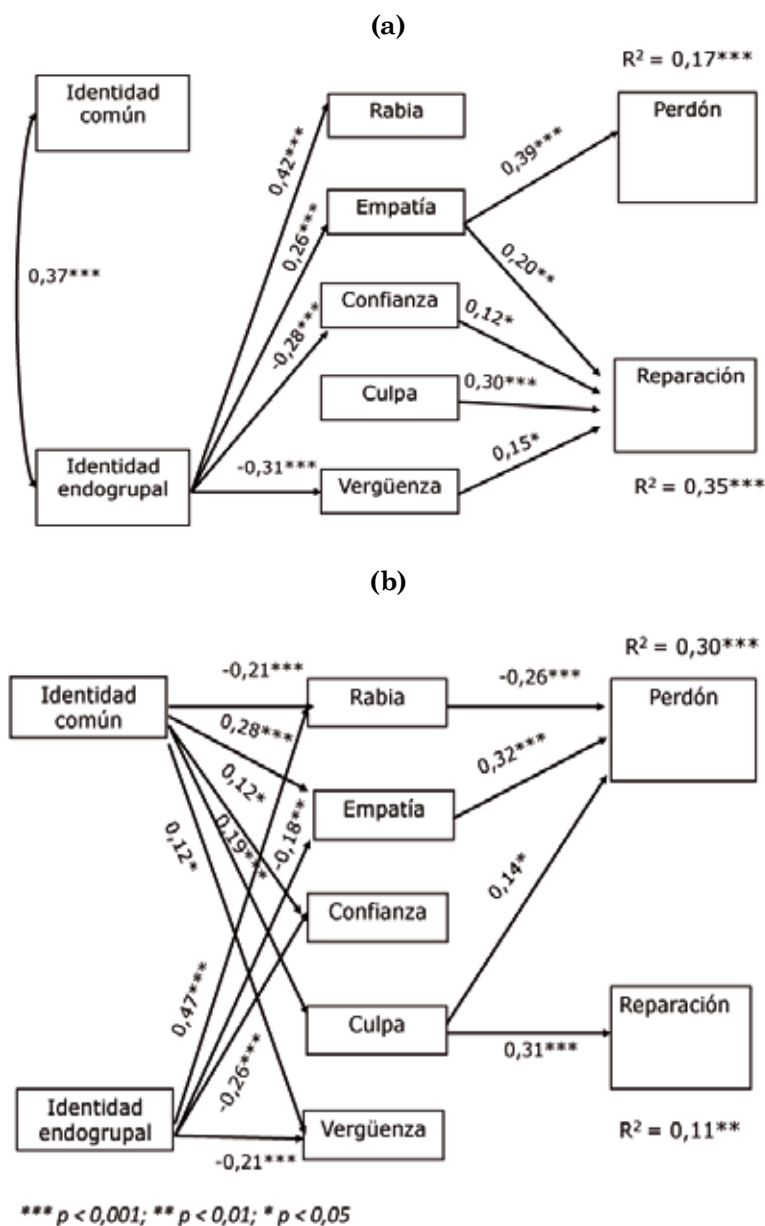 (a)
R² = 0,17***
Identidad
común
Rabia
Perdón
0,42***
0,39***
Empatía
0,26***
0,20**
0,37***
Confianza
0,12*
-0,28***
Culpa
0,30***
Reparación
Identidad
endogrupal
-0,31***
Vergüenza
0,15*
R² = 0,35***
(b)
R² = 0,30***
-0,21***
-0,26***
Identidad
común
Rabia
Perdón
0,28***
0,32***
0,12*
Empatía
-0,18**
0,19***
0,12*
0,14*
Confianza
0,47***
Culpa
Reparación
0,31***
-0,26***
Identidad
endogrupal
Vergüenza
R² = 0,11**
-0,21***
*** p < 0,001; ** p < 0,01; * p < 0,05